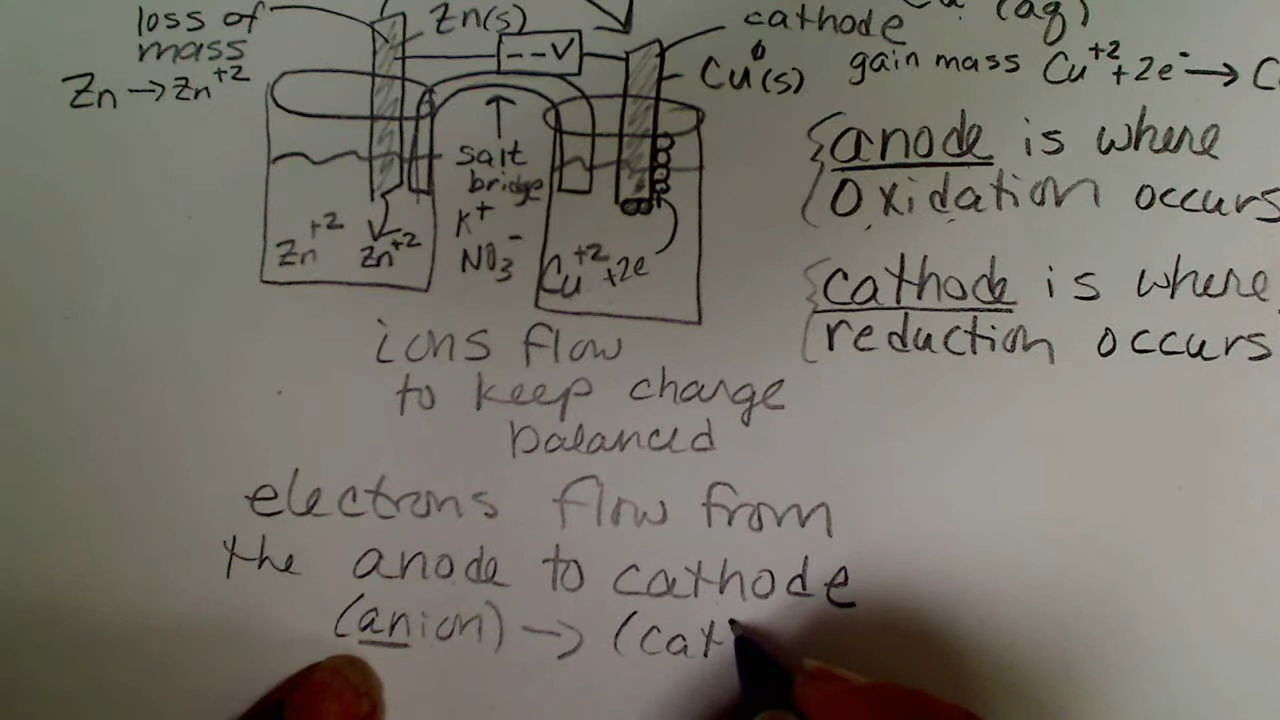 loss of
mass
Zn → Zn+2
Zn(s)
--V
cathode
(aq)
Cu0(s)
gain mass Cu+2 + 2e- → C
salt
bridge
K+
NO3-
Zn+2
Zn+2
Cu+2 +2e
anode is where
oxidation occurs
cathode is where
reduction occurs
ions flow
to keep charge
balanced
electrons flow from
the anode to cathode
(anion) → (cat